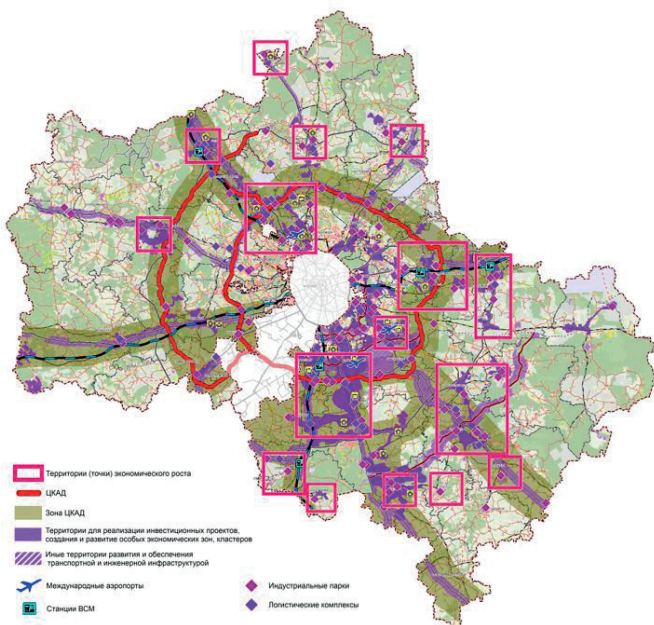 Территории (точки) экономического роста
ЦКАД
Зона ЦКАД
Территории для реализации инвестиционных проектов,
создания и развитие особых экономических зон, кластеров
Иные территории развития и обеспечения
транспортной и инженерной инфраструктурой
Международные аэропорты
Станции ВСМ
Индустриальные парки
Логистические комплексы